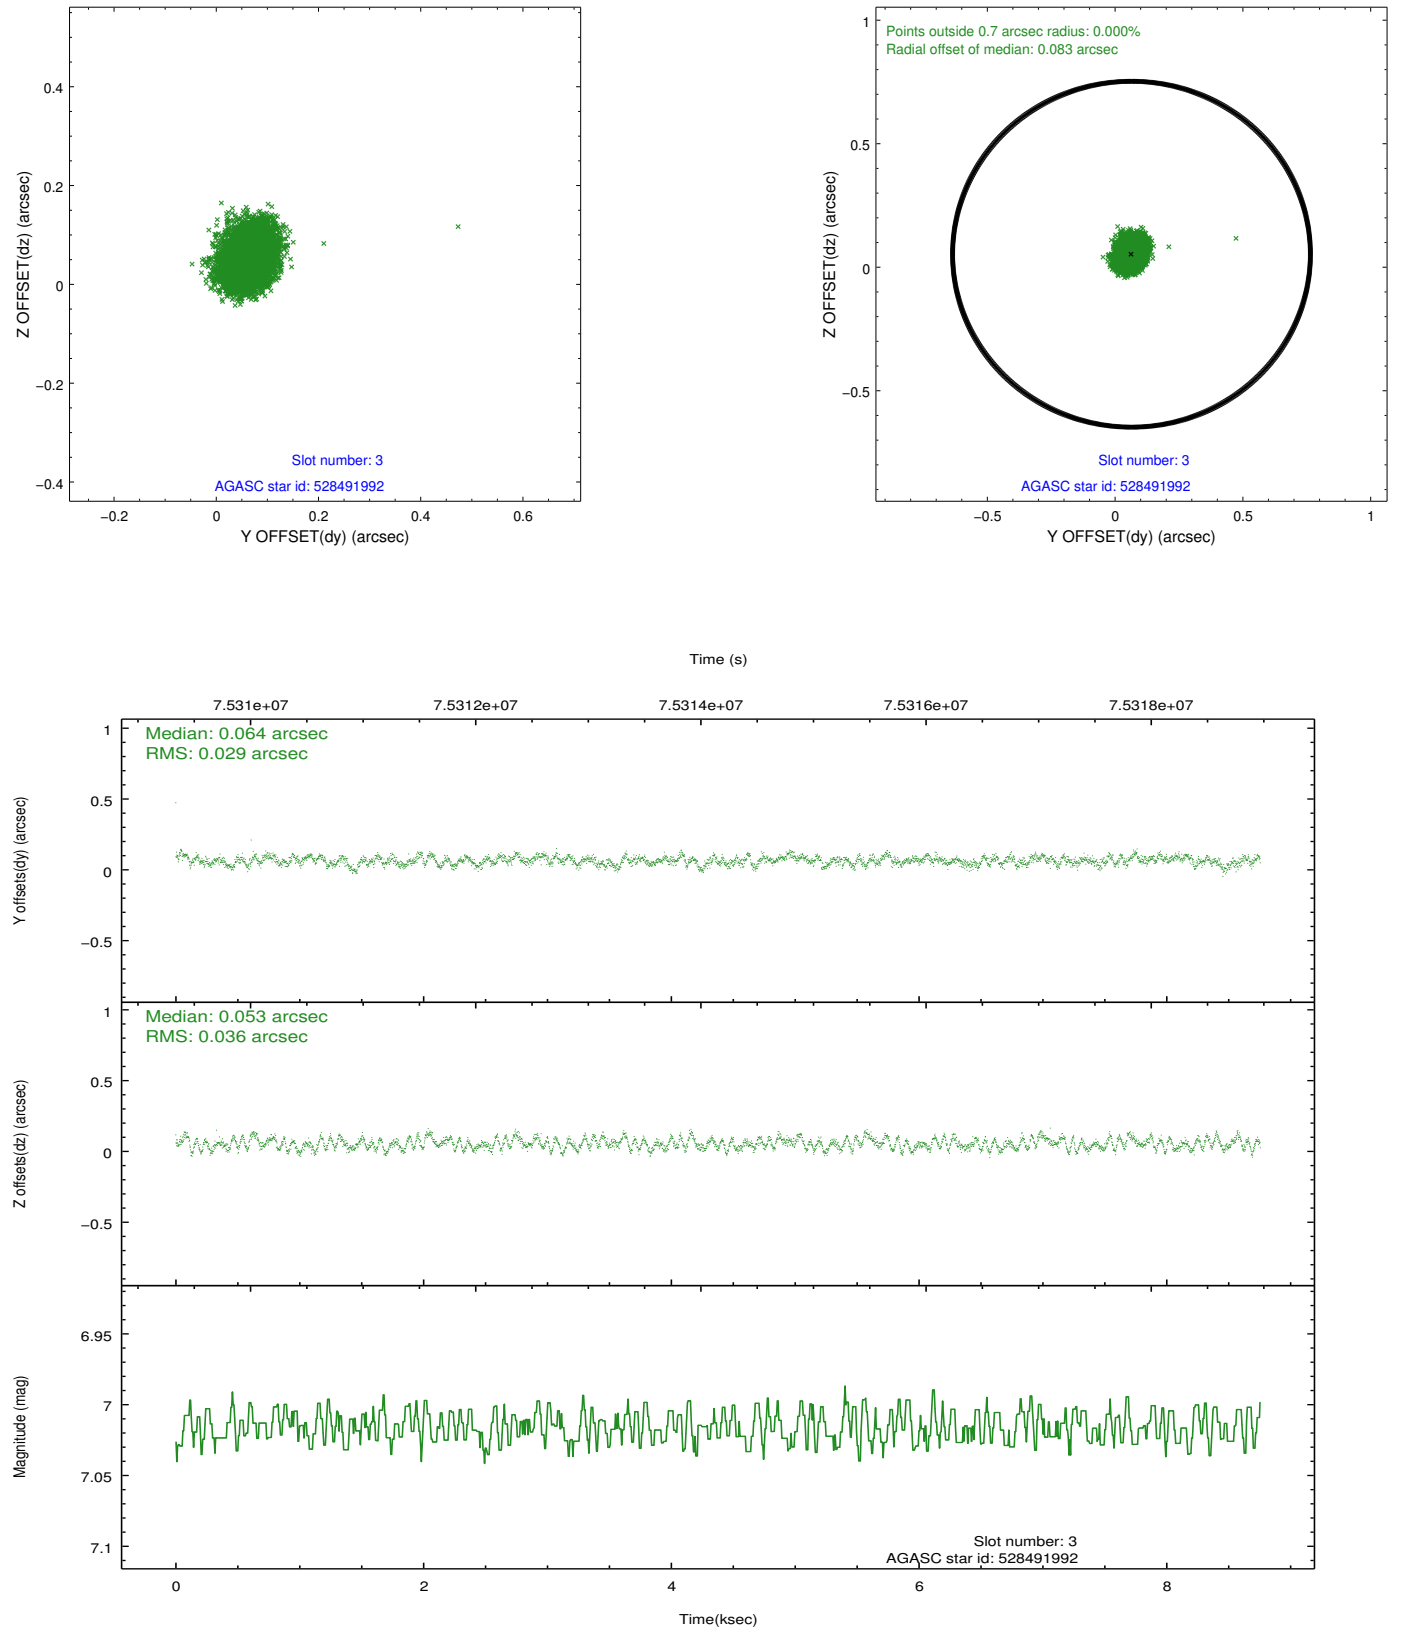 0.4
0.2
0
−0.2
−0.4
Z OFFSET(dz) (arcsec)
Slot number: 3
AGASC star id: 528491992
−0.2 0 0.2 0.4 0.6
Y OFFSET(dy) (arcsec)
Points outside 0.7 arcsec radius: 0.000%
Radial offset of median: 0.083 arcsec
1
0.5
0
−0.5
Z OFFSET(dz) (arcsec)
Slot number: 3
AGASC star id: 528491992
−0.5 0 0.5 1
Y OFFSET(dy) (arcsec)
Time (s)
7.531e+07 7.5312e+07 7.5314e+07 7.5316e+07 7.5318e+07
Median: 0.064 arcsec
RMS: 0.029 arcsec
1
0.5
0
−0.5
Y offsets(dy) (arcsec)
Median: 0.053 arcsec
RMS: 0.036 arcsec
1
0.5
0
−0.5
Z offsets(dz) (arcsec)
6.95
7
7.05
7.1
Magnitude (mag)
Slot number: 3
AGASC star id: 528491992
0 2 4 6 8
Time(ksec)